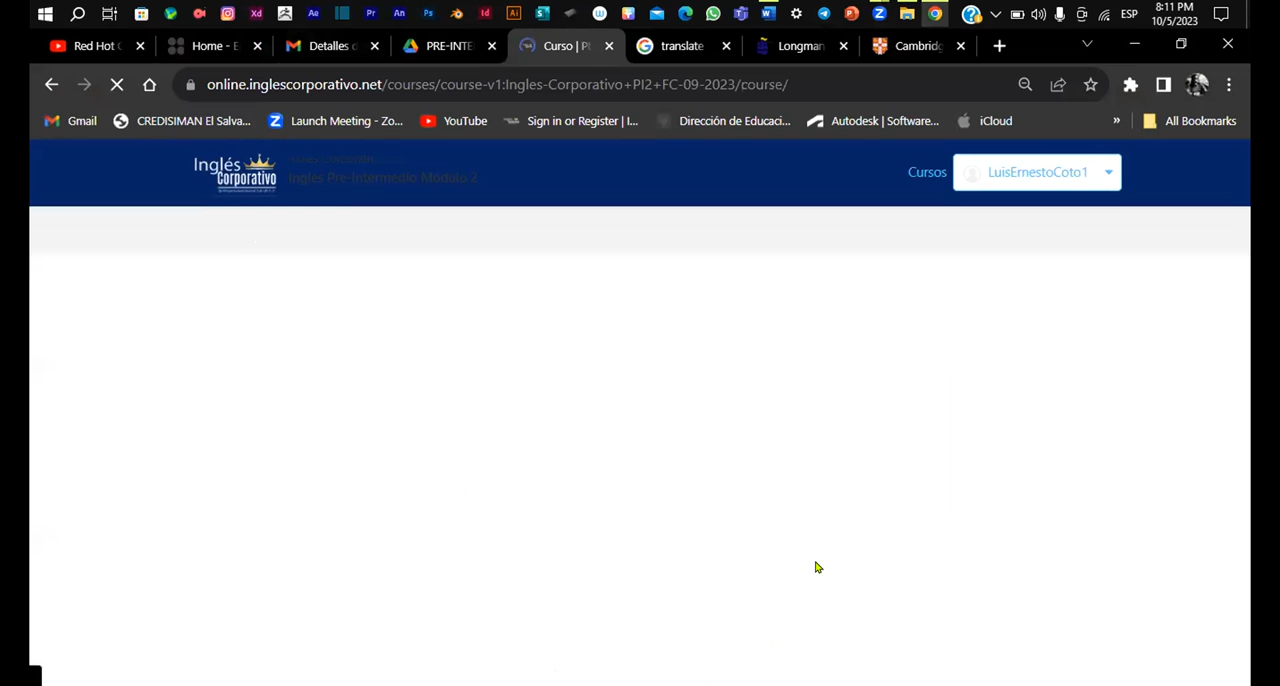 8:11 PM
ESP
10/5/2023
Red Hot C
Home - E
Detalles d
PRE-INTE
Curso | PI
translate
Longman
Cambridg
online.inglescorporativo.net/courses/course-v1:Ingles-Corporativo+PI2+FC-09-2023/course/
Gmail
CREDISIMAN El Salva...
Launch Meeting - Zo...
YouTube
Sign in or Register | I...
Dirección de Educaci...
Autodesk | Software...
iCloud
»
All Bookmarks
Inglés Corporativo
Inglés Pre-Intermedio Módulo 2
Cursos
LuisErnestoCoto1